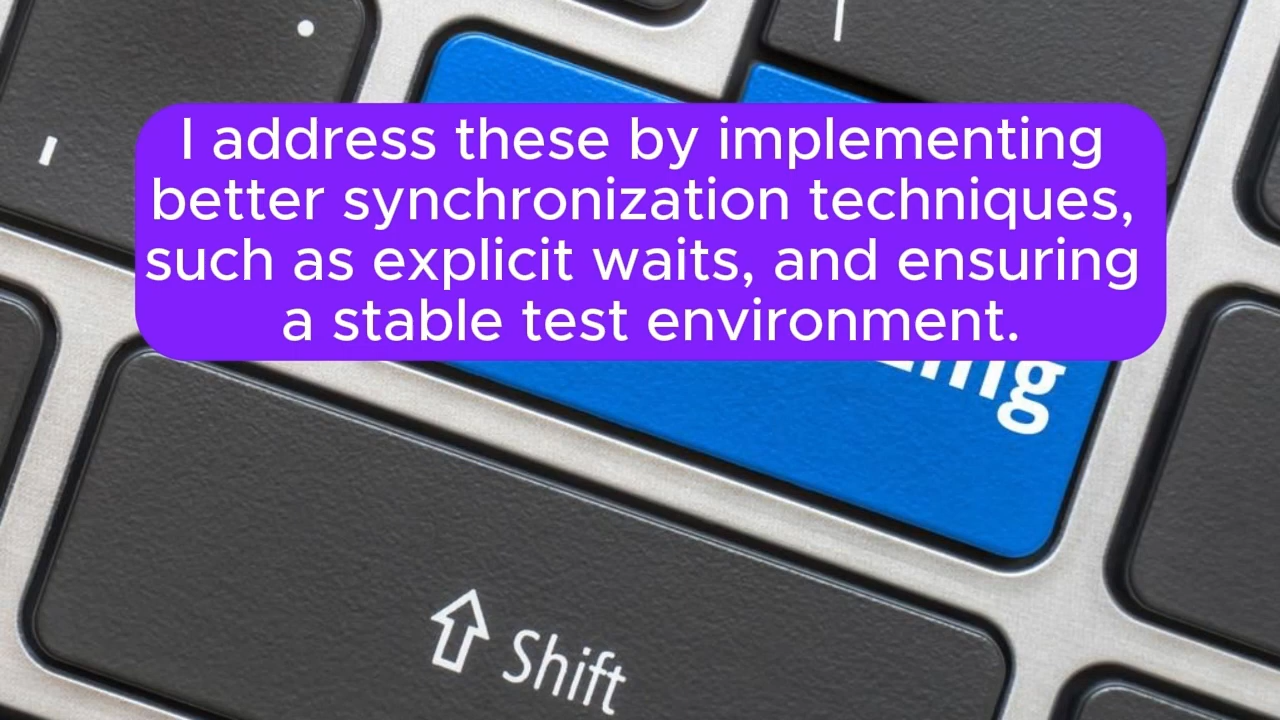 I address these by implementing
better synchronization techniques,
such as explicit waits, and ensuring
a stable test environment.
Shift